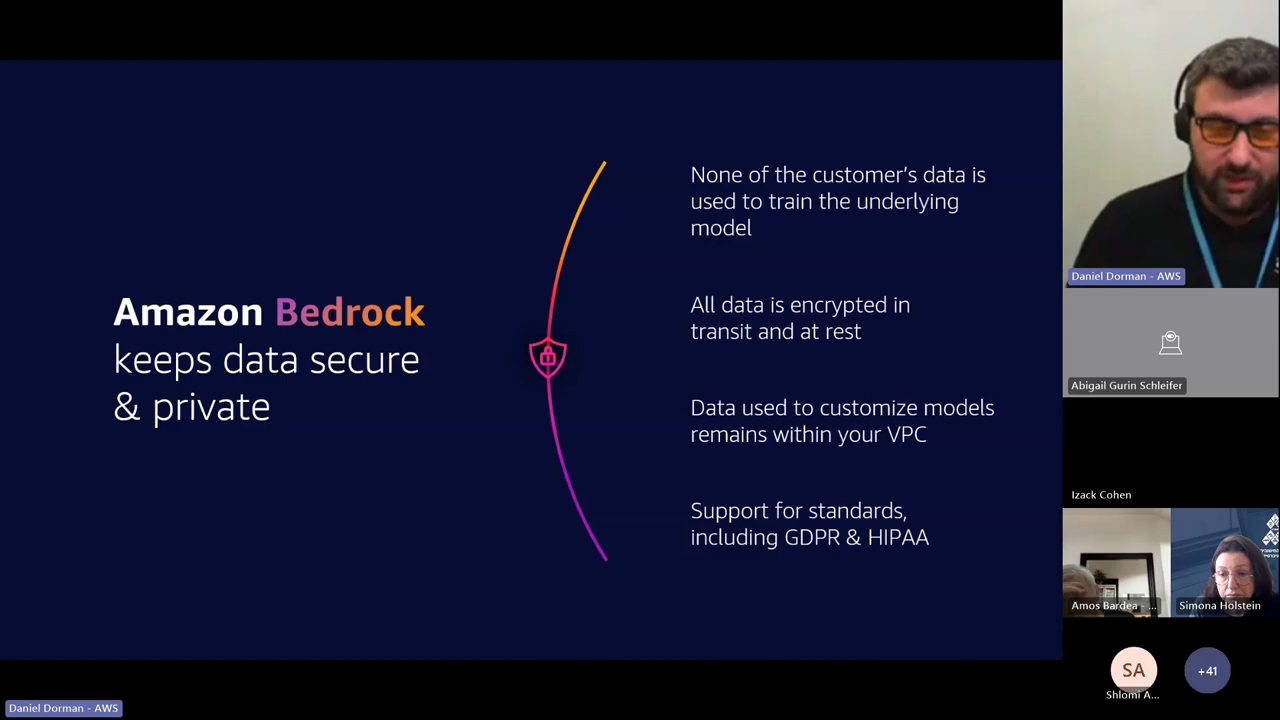 Amazon Bedrock
keeps data secure
& private
None of the customer’s data is
used to train the underlying
model
All data is encrypted in
transit and at rest
Data used to customize models
remains within your VPC
Support for standards,
including GDPR & HIPAA
Daniel Dorman - AWS
Abigail Gurin Schleifer
Izack Cohen
Amos Bardea - ...
Simona Holstein
SA
+41
Shlomi A...
Daniel Dorman - AWS